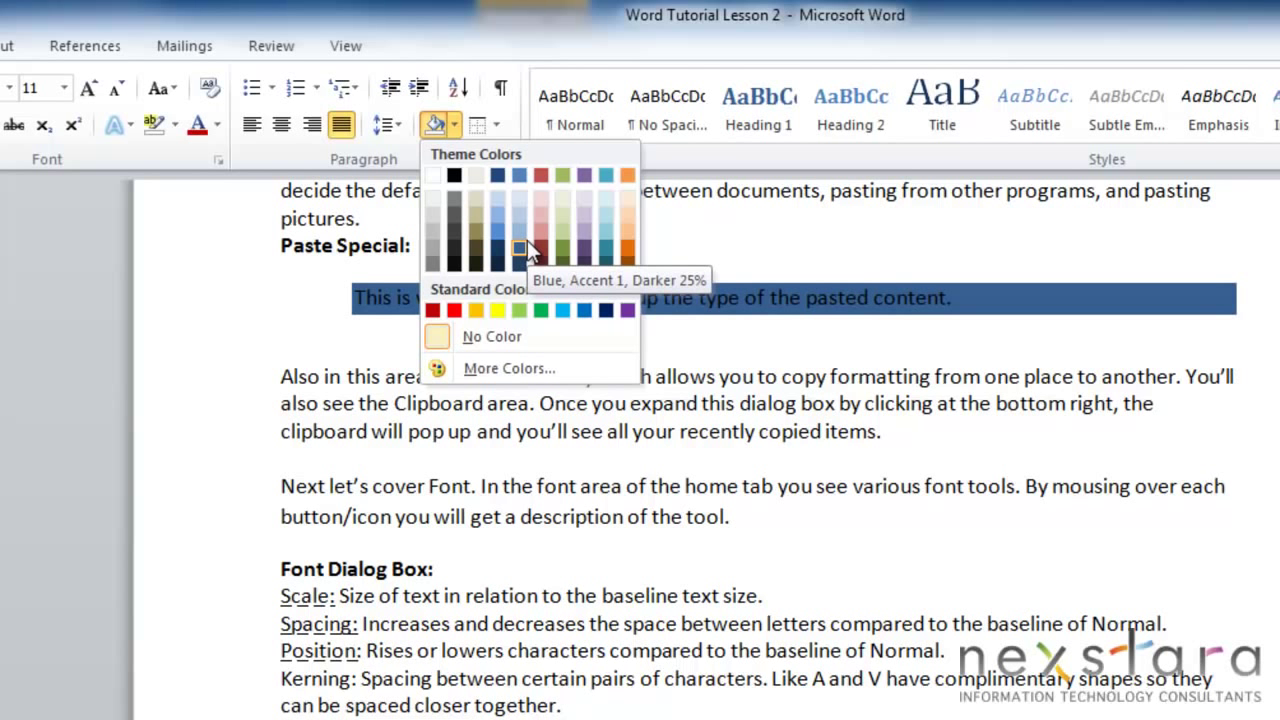 Word Tutorial Lesson 2 - Microsoft Word
ut References Mailings Review View
11 Aa
abc X₂ X² A ab A
AaBbCcDc AaBbCcDc AaBbC AaBbCc AaB AaBbCc. AaBbCcD AaBbCcD
¶ Normal ¶ No Spaci... Heading 1 Heading 2 Title Subtitle Subtle Em... Emphasis
Font Paragraph Styles
Theme Colors
decide the between documents, pasting from other programs, and pasting
pictures.
Paste Special:
Blue, Accent 1, Darker 25%
Standard
This is up the type of the pasted content.
No Color
More Colors...
Also in this allows you to copy formatting from one place to another. You’ll
also see the Clipboard area. Once you expand this dialog box by clicking at the bottom right, the
clipboard will pop up and you’ll see all your recently copied items.
Next let’s cover Font. In the font area of the home tab you see various font tools. By mousing over each
button/icon you will get a description of the tool.
Font Dialog Box:
Scale: Size of text in relation to the baseline text size.
Spacing: Increases and decreases the space between letters compared to the baseline of Normal.
Position: Rises or lowers characters compared to the baseline of Normal.
Kerning: Spacing between certain pairs of characters. Like A and V have complimentary shapes so they
can be spaced closer together.
nexstara
INFORMATION TECHNOLOGY CONSULTANTS